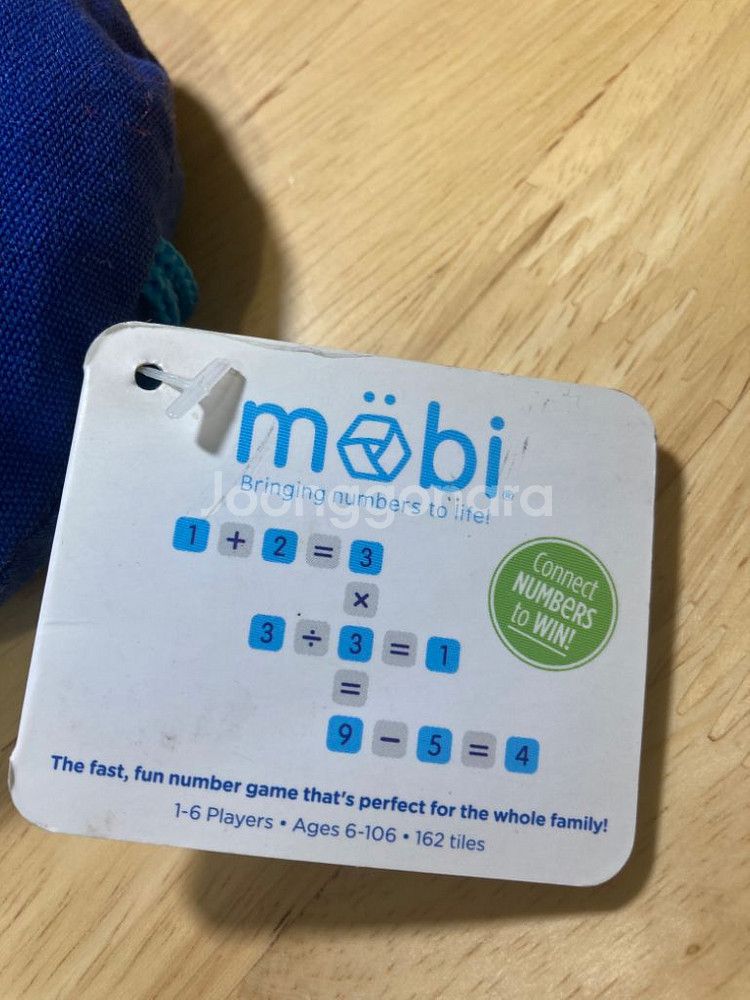 möbi®
Bringing numbers to life!
Joonggonara
1 + 2 = 3
×
3 ÷ 3 = 1
=
9 − 5 = 4
Connect
NUMBERS
to WIN!
The fast, fun number game that's perfect for the whole family!
1-6 Players • Ages 6-106 • 162 tiles